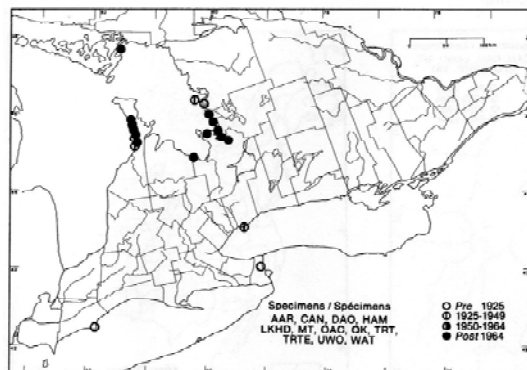 Specimens / Spécimens
AAR, CAN, DAO, HAM
LKHD, MT, OAC, QK, TRT,
TRTE, UWO, WAT
Pre 1925
1925-1949
1950-1964
Post 1964